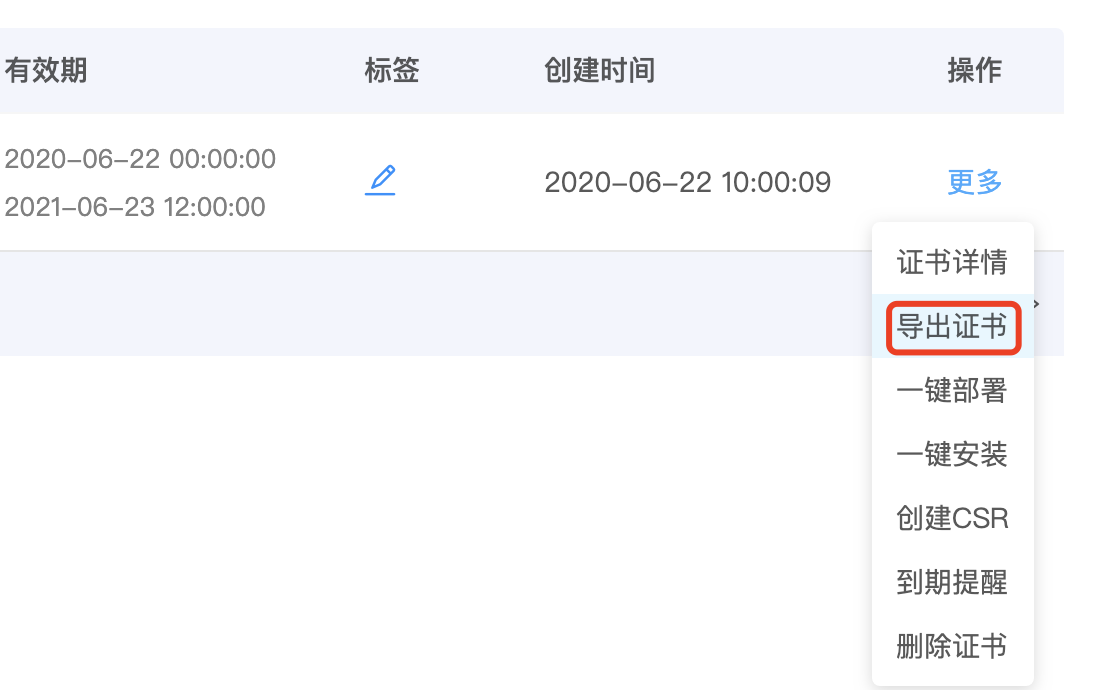 有效期 标签 创建时间 操作
2020-06-22 00:00:00
2021-06-23 12:00:00
2020-06-22 10:00:09
更多
证书详情
导出证书
一键部署
一键安装
创建CSR
到期提醒
删除证书